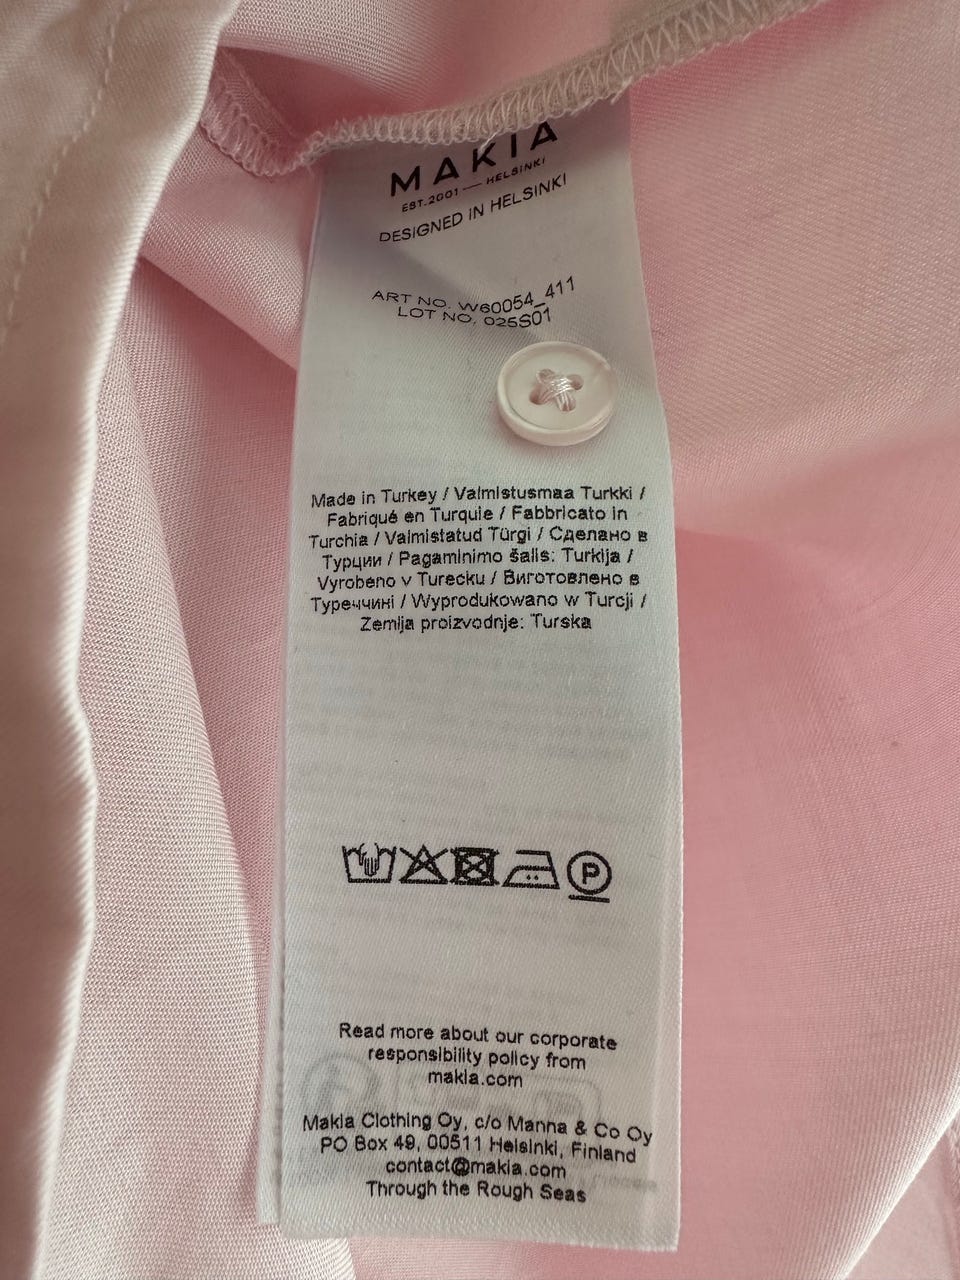 MAKIA
EST.2001 — HELSINKI
DESIGNED IN HELSINKI
ART NO. W60054_411
LOT NO. 025S01
Made in Turkey / Valmistusmaa Turkki /
Fabriqué en Turquie / Fabbricato in
Turchia / Valmistatud Türgi / Сделано в
Турции / Pagaminimo šalis: Turkija /
Vyrobeno v Turecku / Виготовлено в
Туреччині / Wyprodukowano w Turcji /
Zemlja proizvodnje: Turska
P
Read more about our corporate
responsibility policy from
makia.com
Makia Clothing Oy, c/o Manna & Co Oy
PO Box 49, 00511 Helsinki, Finland
contact@makia.com
Through the Rough Seas